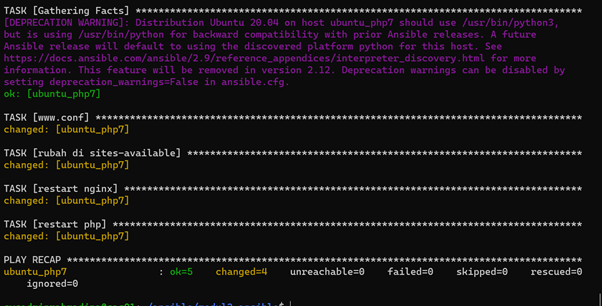 TASK [Gathering Facts] *****************************************************************************
[DEPRECATION WARNING]: Distribution Ubuntu 20.04 on host ubuntu_php7 should use /usr/bin/python3,
but is using /usr/bin/python for backward compatibility with prior Ansible releases. A future
Ansible release will default to using the discovered platform python for this host. See
https://docs.ansible.com/ansible/2.9/reference_appendices/interpreter_discovery.html for more
information. This feature will be removed in version 2.12. Deprecation warnings can be disabled by
setting deprecation_warnings=False in ansible.cfg.
ok: [ubuntu_php7]
TASK [www.conf] ************************************************************************************
changed: [ubuntu_php7]
TASK [rubah di sites-available] ********************************************************************
changed: [ubuntu_php7]
TASK [restart nginx] *******************************************************************************
changed: [ubuntu_php7]
TASK [restart php] *********************************************************************************
changed: [ubuntu_php7]
PLAY RECAP *****************************************************************************************
ubuntu_php7 : ok=5 changed=4 unreachable=0 failed=0 skipped=0 rescued=0
ignored=0